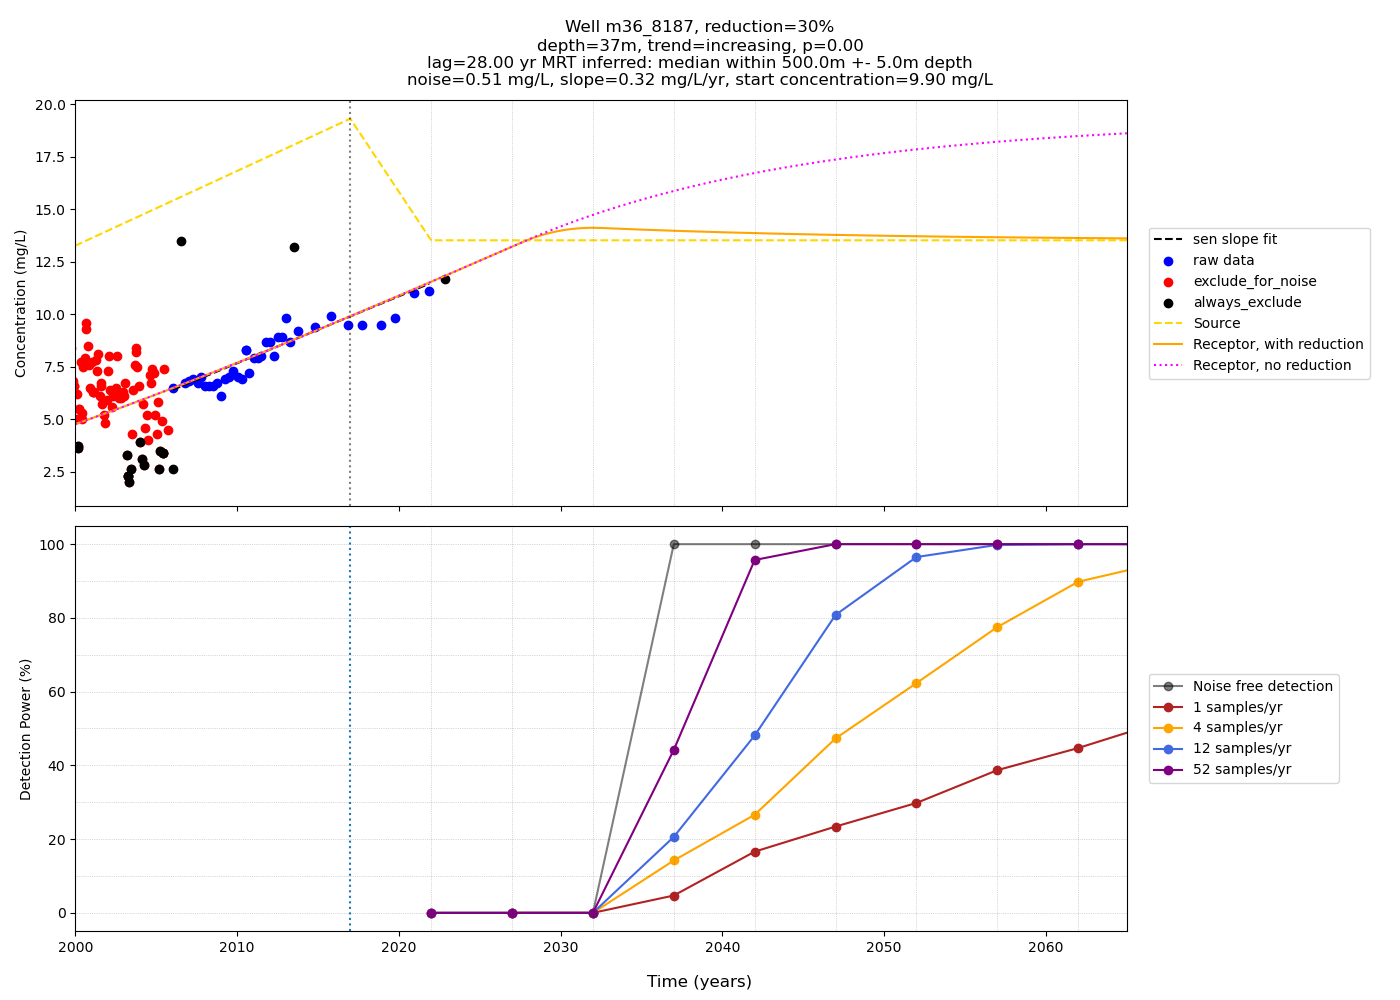 Well m36_8187, reduction=30%
depth=37m, trend=increasing, p=0.00
lag=28.00 yr MRT inferred: median within 500.0m +- 5.0m depth
noise=0.51 mg/L, slope=0.32 mg/L/yr, start concentration=9.90 mg/L
Concentration (mg/L)
20.0
17.5
15.0
12.5
10.0
7.5
5.0
2.5
sen slope fit
raw data
exclude_for_noise
always_exclude
Source
Receptor, with reduction
Receptor, no reduction
Detection Power (%)
100
80
60
40
20
0
Noise free detection
1 samples/yr
4 samples/yr
12 samples/yr
52 samples/yr
2000 2010 2020 2030 2040 2050 2060
Time (years)